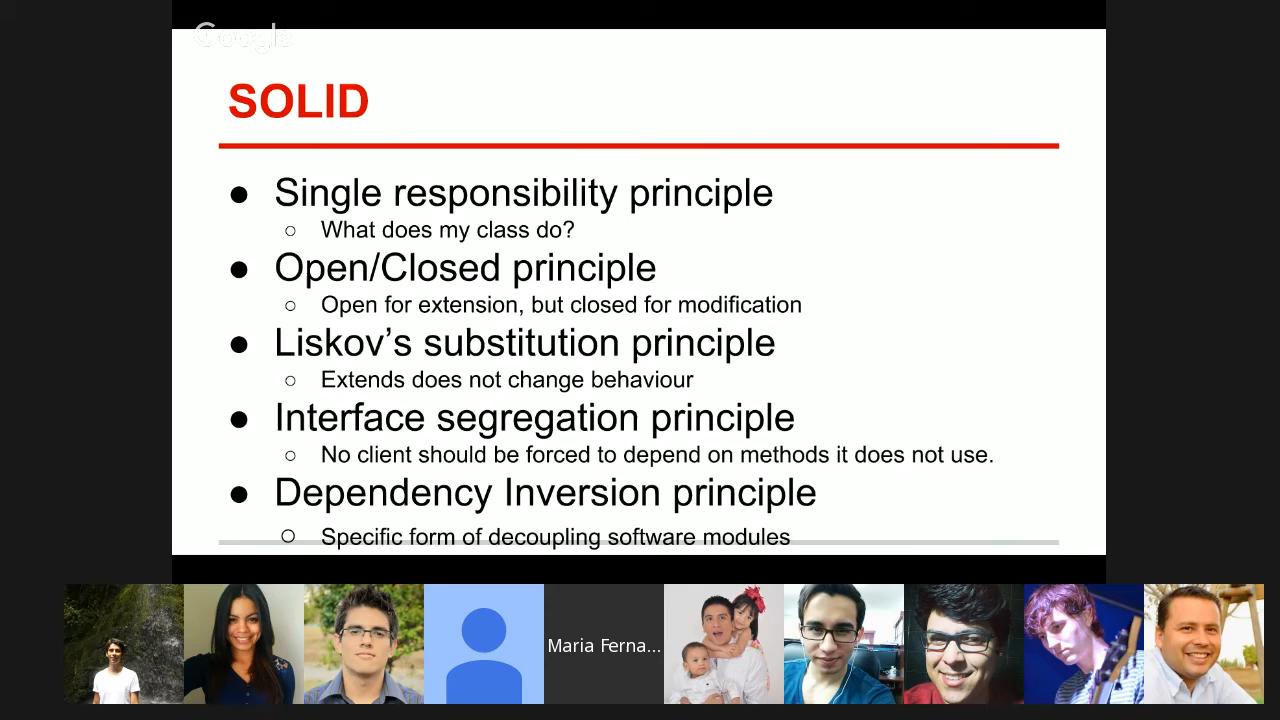 Google
SOLID
● Single responsibility principle
○ What does my class do?
● Open/Closed principle
○ Open for extension, but closed for modification
● Liskov’s substitution principle
○ Extends does not change behaviour
● Interface segregation principle
○ No client should be forced to depend on methods it does not use.
● Dependency Inversion principle
○ Specific form of decoupling software modules
Maria Ferna...